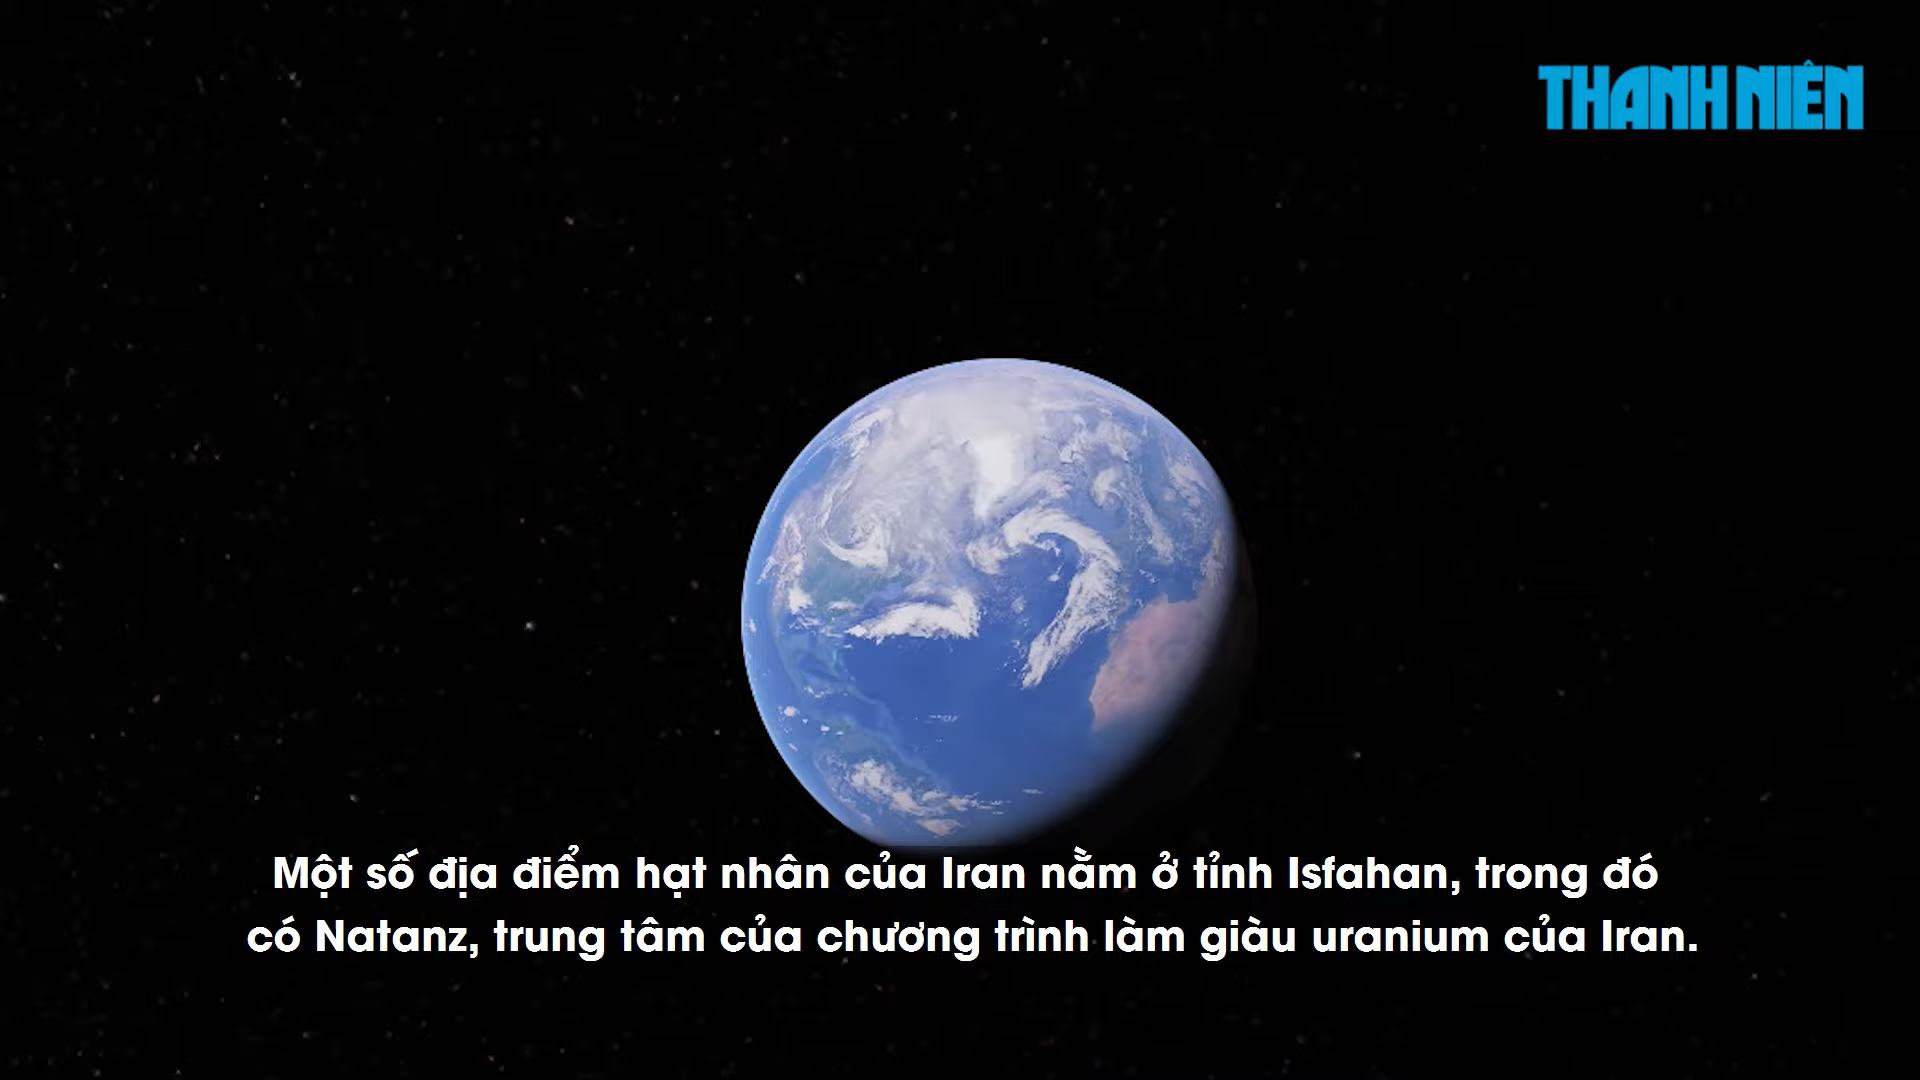 THANH NIÊN
Một số địa điểm hạt nhân của Iran nằm ở tỉnh Isfahan, trong đó
có Natanz, trung tâm của chương trình làm giàu uranium của Iran.